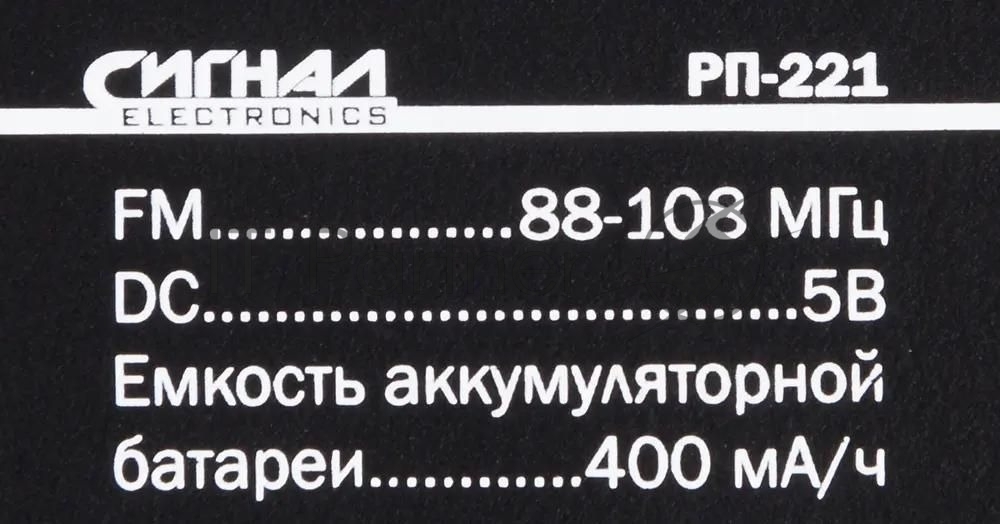 СИГНАЛ РП-221
ELECTRONICS
FM.................88-108 МГц
DC.................................5В
Емкость аккумуляторной
батареи............400 мА/ч